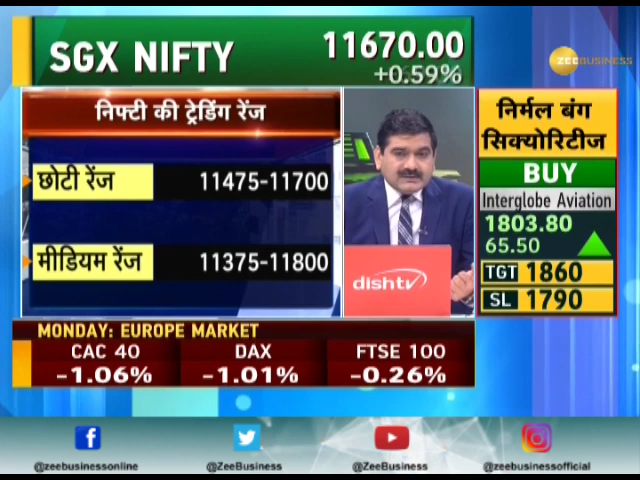 SGX NIFTY
11670.00
+0.59%
ZEEBUSINESS
निफ्टी की ट्रेडिंग रेंज
छोटी रेंज 11475-11700
मीडियम रेंज 11375-11800
dishtv
निर्मल बंग
सिक्योरिटीज
BUY
Interglobe Aviation
1803.80
65.50
TGT 1860
SL 1790
MONDAY: EUROPE MARKET
CAC 40 DAX FTSE 100
-1.06% -1.01% -0.26%
@zeebusinessonline @ZeeBusiness @ZeeBusiness @zeebusinessofficial